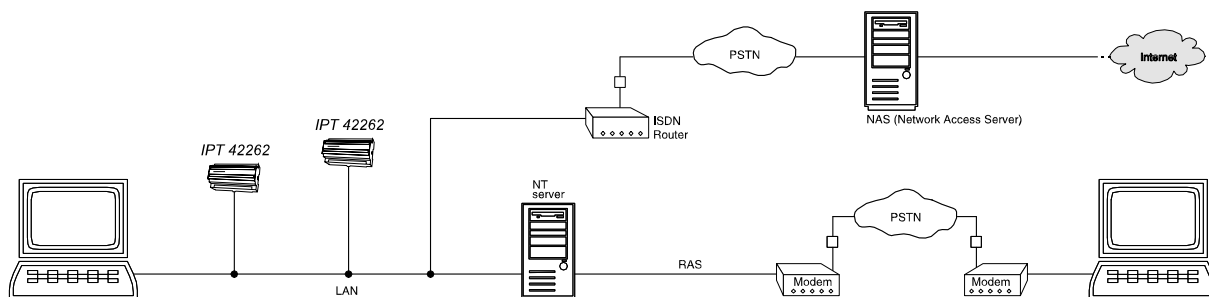 PSTN
Internet
NAS (Network Access Server)
ISDN
Router
IPT 42262
IPT 42262
NT
server
PSTN
RAS
Modem
Modem
LAN